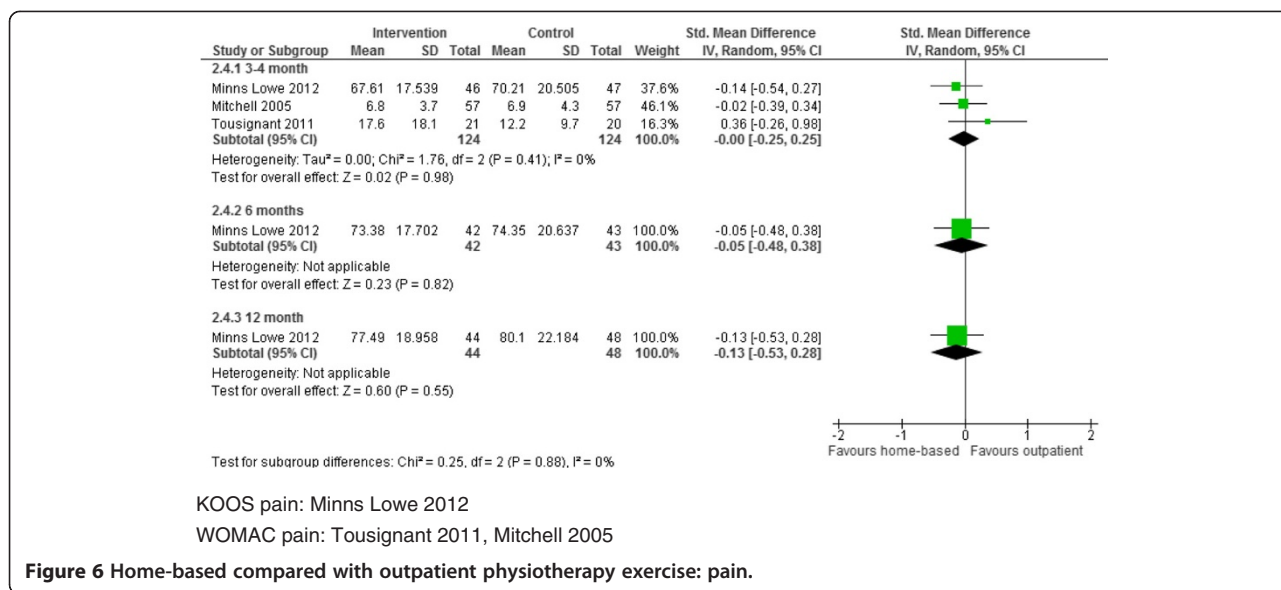 Intervention Control Std. Mean Difference Std. Mean Difference
Study or Subgroup Mean SD Total Mean SD Total Weight IV, Random, 95% CI IV, Random, 95% CI
2.4.1 3-4 month
Minns Lowe 2012 67.61 17.539 46 70.21 20.505 47 37.6% -0.14 [-0.54, 0.27]
Mitchell 2005 6.8 3.7 57 6.9 4.3 57 46.1% -0.02 [-0.39, 0.34]
Tousignant 2011 17.6 18.1 21 12.2 9.7 20 16.3% 0.36 [-0.26, 0.98]
Subtotal (95% CI) 124 124 100.0% -0.00 [-0.25, 0.25]
Heterogeneity: Tau² = 0.00; Chi² = 1.76, df = 2 (P = 0.41); I² = 0%
Test for overall effect: Z = 0.02 (P = 0.98)
2.4.2 6 months
Minns Lowe 2012 73.38 17.702 42 74.35 20.637 43 100.0% -0.05 [-0.48, 0.38]
Subtotal (95% CI) 42 43 100.0% -0.05 [-0.48, 0.38]
Heterogeneity: Not applicable
Test for overall effect: Z = 0.23 (P = 0.82)
2.4.3 12 month
Minns Lowe 2012 77.49 18.958 44 80.1 22.184 48 100.0% -0.13 [-0.53, 0.28]
Subtotal (95% CI) 44 48 100.0% -0.13 [-0.53, 0.28]
Heterogeneity: Not applicable
Test for overall effect: Z = 0.60 (P = 0.55)
-2 -1 0 1 2
Favours home-based Favours outpatient
Test for subgroup differences: Chi² = 0.25, df = 2 (P = 0.88), I² = 0%
KOOS pain: Minns Lowe 2012
WOMAC pain: Tousignant 2011, Mitchell 2005
Figure 6 Home-based compared with outpatient physiotherapy exercise: pain.